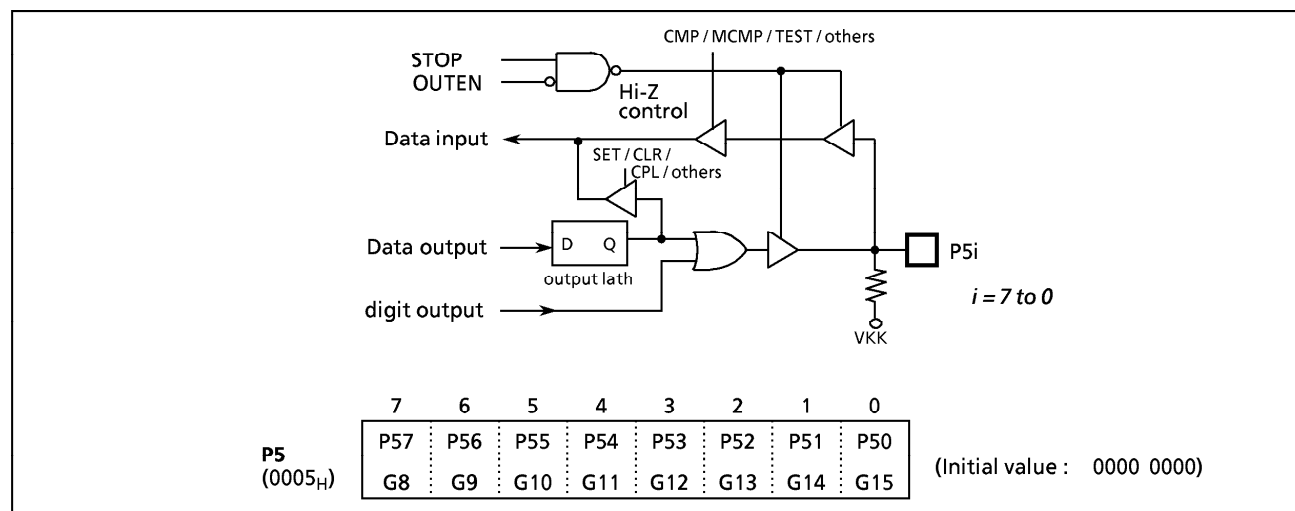 CMP / MCMP / TEST / others
STOP
OUTEN
Hi-Z
control
Data input
SET / CLR /
CPL / others
Data output
D Q
output lath
digit output
P5i
i = 7 to 0
VKK
7 6 5 4 3 2 1 0
P5
(0005H)
P57 P56 P55 P54 P53 P52 P51 P50
G8 G9 G10 G11 G12 G13 G14 G15
(Initial value : 0000 0000)